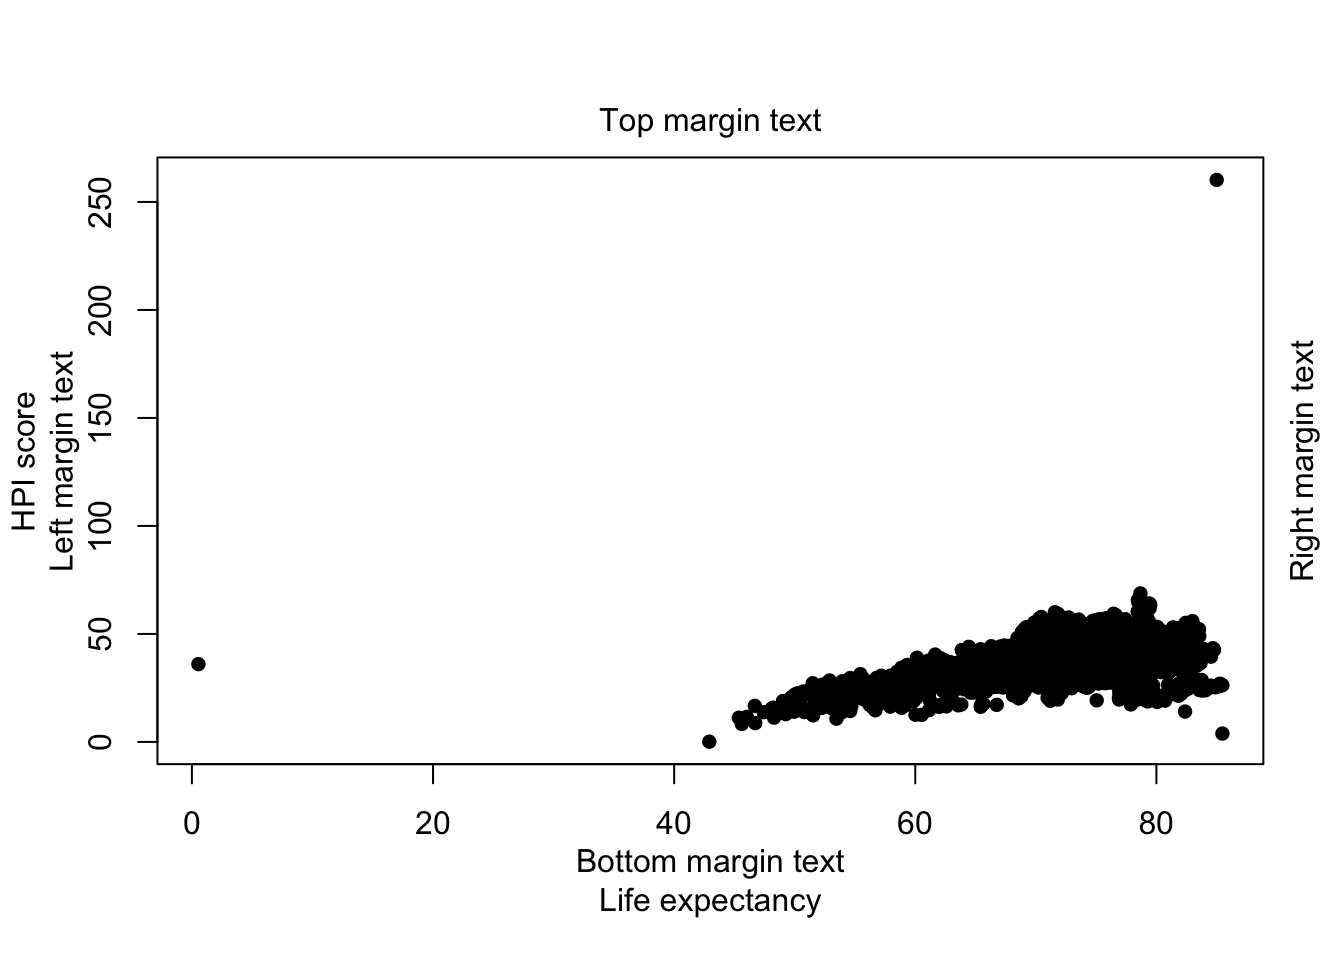 Top margin text
HPI score
Left margin text
250
200
150
100
50
0
Right margin text
0 20 40 60 80
Bottom margin text
Life expectancy